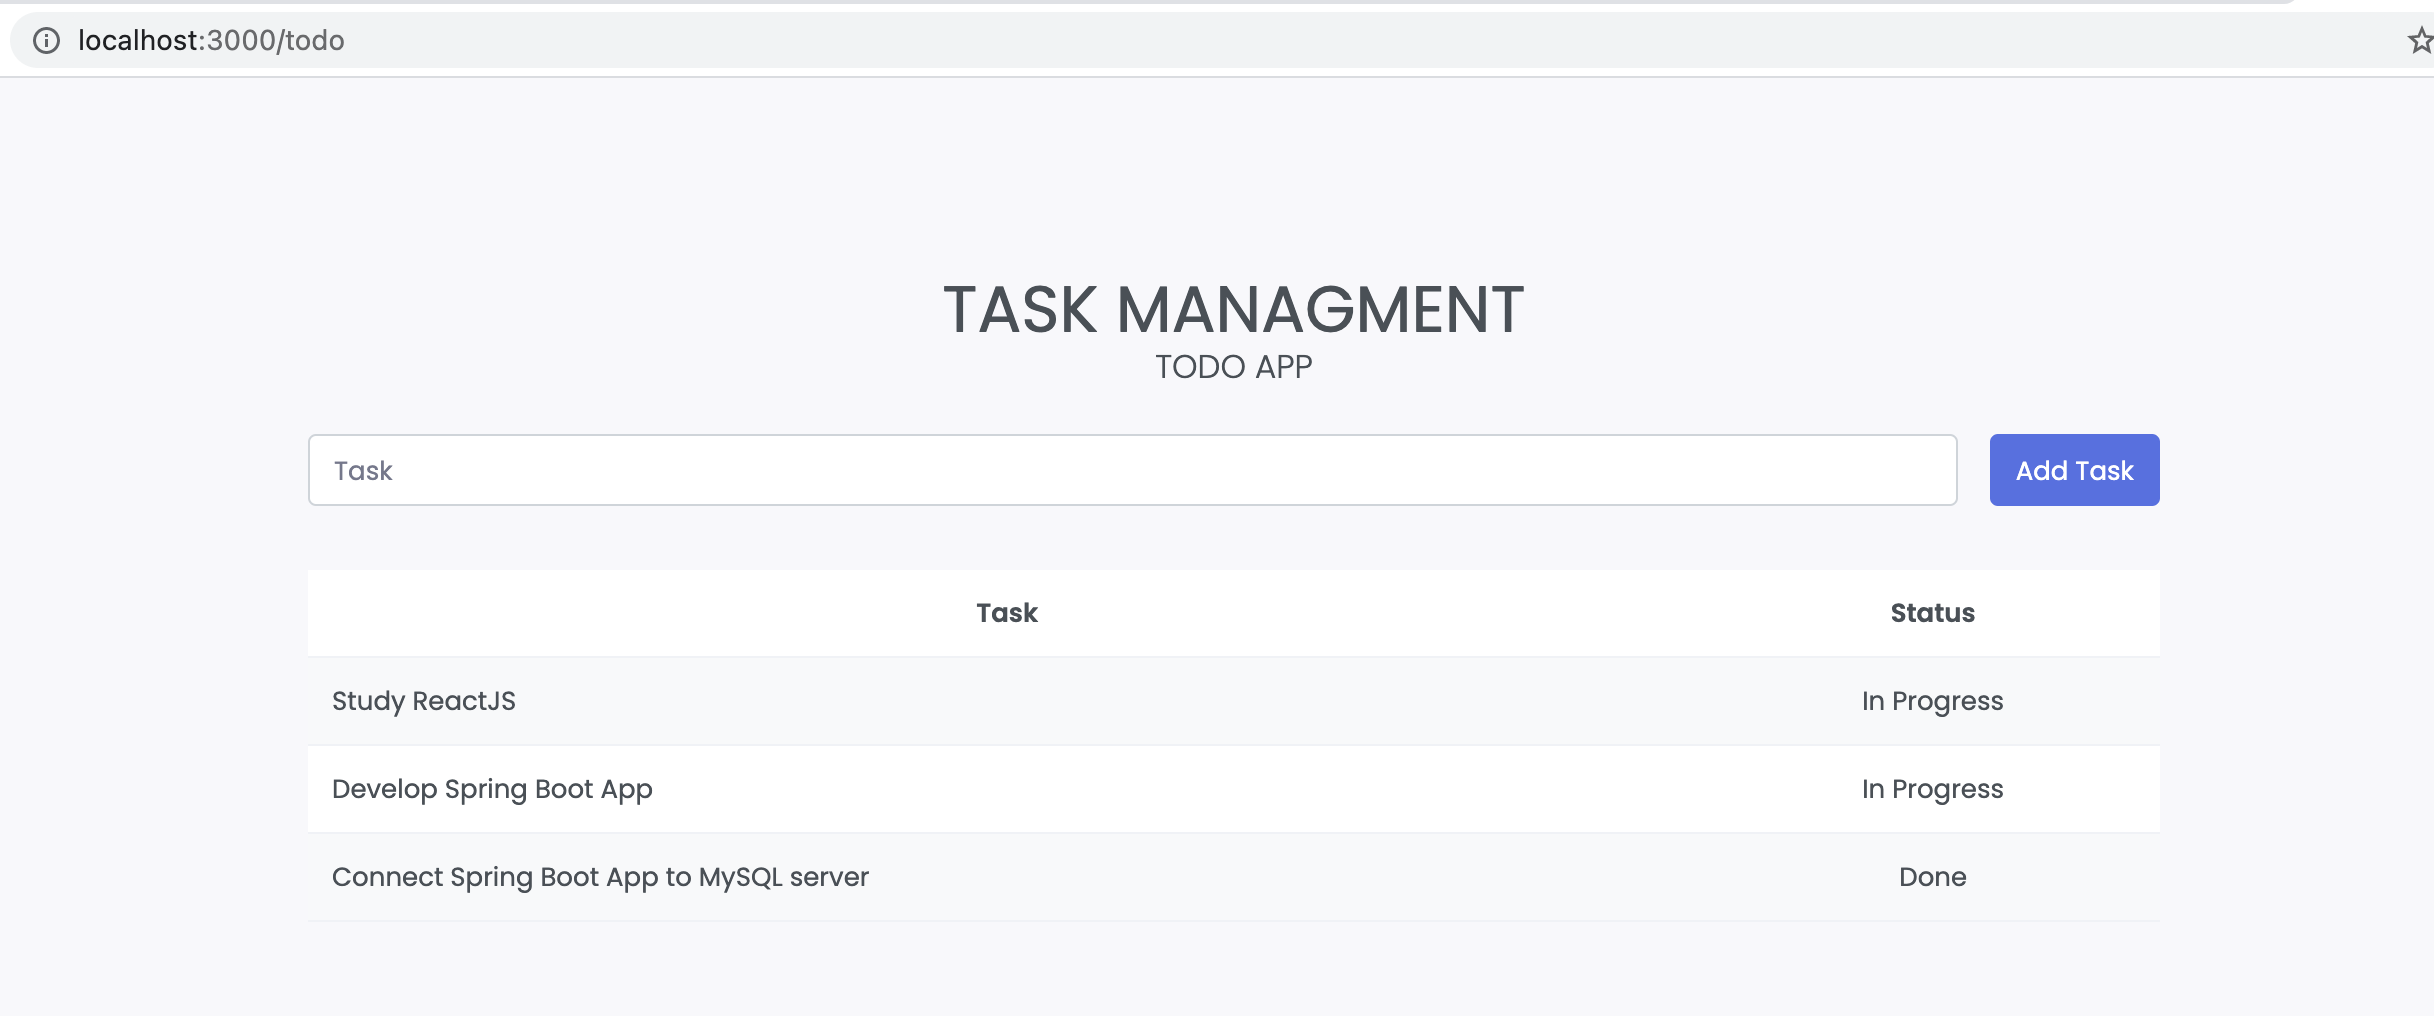 localhost:3000/todo
TASK MANAGMENT
TODO APP
Task
Add Task
Task Status
Study ReactJS In Progress
Develop Spring Boot App In Progress
Connect Spring Boot App to MySQL server Done